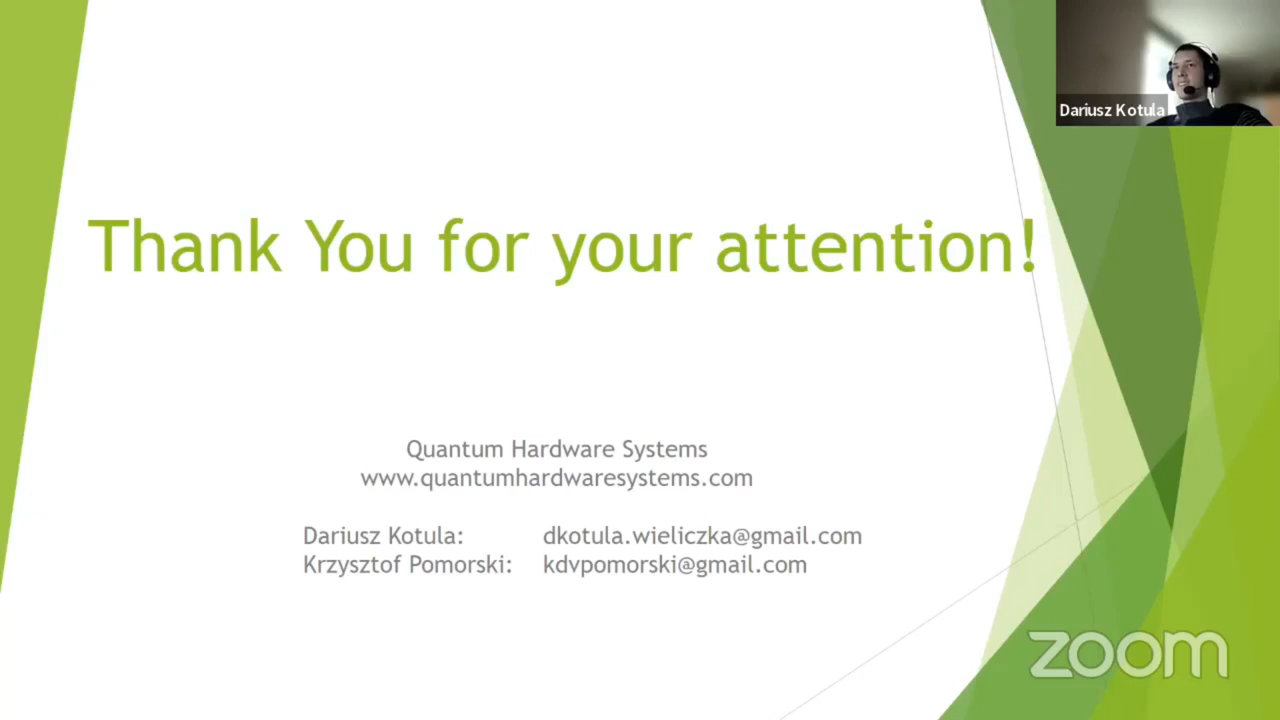 Dariusz Kotula
Thank You for your attention!
Quantum Hardware Systems
www.quantumhardwaresystems.com
Dariusz Kotula: dkotula.wieliczka@gmail.com
Krzysztof Pomorski: kdvpomorski@gmail.com
zoom